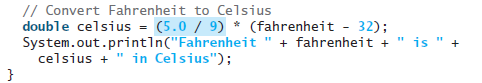 // Convert Fahrenheit to Celsius
double celsius = (5.0 / 9) * (fahrenheit - 32);
System.out.println("Fahrenheit " + fahrenheit + " is " +
celsius + " in Celsius");
}